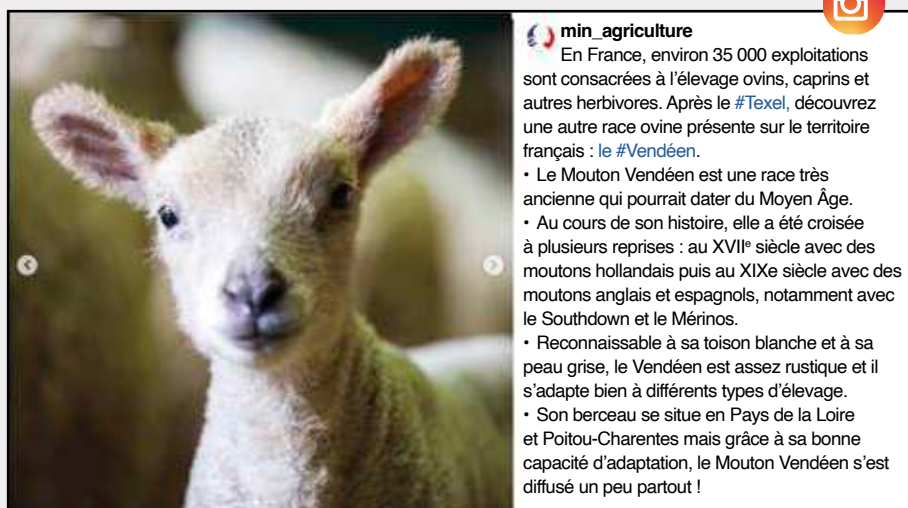 min_agriculture
En France, environ 35 000 exploitations
sont consacrées à l'élevage ovins, caprins et
autres herbivores. Après le #Texel, découvrez
une autre race ovine présente sur le territoire
français : le #Vendéen.
• Le Mouton Vendéen est une race très
ancienne qui pourrait dater du Moyen Âge.
• Au cours de son histoire, elle a été croisée
à plusieurs reprises : au XVIIᵉ siècle avec des
moutons hollandais puis au XIXe siècle avec des
moutons anglais et espagnols, notamment avec
le Southdown et le Mérinos.
• Reconnaissable à sa toison blanche et à sa
peau grise, le Vendéen est assez rustique et il
s'adapte bien à différents types d'élevage.
• Son berceau se situe en Pays de la Loire
et Poitou-Charentes mais grâce à sa bonne
capacité d'adaptation, le Mouton Vendéen s'est
diffusé un peu partout !